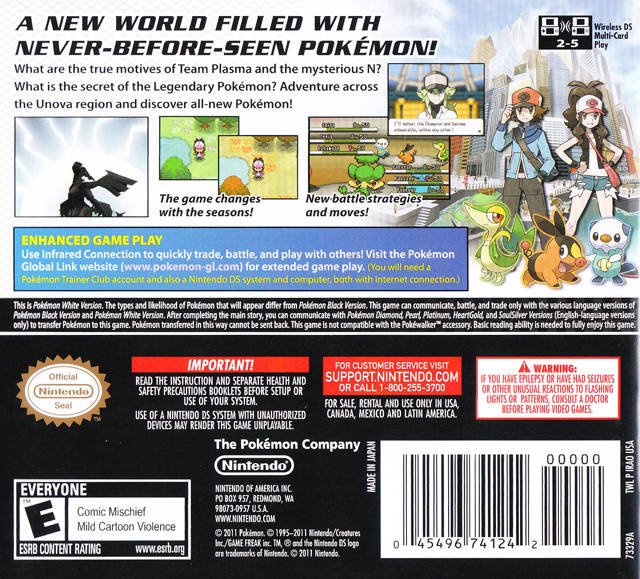 A NEW WORLD FILLED WITH
NEVER-BEFORE-SEEN POKÉMON!
What are the true motives of Team Plasma and the mysterious N?
What is the secret of the Legendary Pokémon? Adventure across
the Unova region and discover all-new Pokémon!
Wireless DS
Multi-Card
Play
2-5
I'll defeat the Champion and become
unbeatable, unlike any other!
The game changes
with the seasons!
New battle strategies
and moves!
ENHANCED GAME PLAY
Use Infrared Connection to quickly trade, battle, and play with others! Visit the Pokémon
Global Link website (www.pokemon-gl.com) for extended game play. (You will need a
Pokémon Trainer Club account and also a Nintendo DS system and computer, both with Internet connection.)
This is Pokémon White Version. The types and likelihood of Pokémon that will appear differ from Pokémon Black Version. This game can communicate, battle, and trade only with the various language versions of
Pokémon Black Version and Pokémon White Version. After completing the main story, you can communicate with Pokémon Diamond, Pearl, Platinum, HeartGold, and SoulSilver Versions (English-language versions
only) to transfer Pokémon to this game. Pokémon transferred in this way cannot be sent back. This game is not compatible with the Pokéwalker™ accessory. Basic reading ability is needed to fully enjoy this game.
Official
Nintendo
Seal
TM
IMPORTANT!
READ THE INSTRUCTION AND SEPARATE HEALTH AND
SAFETY PRECAUTIONS BOOKLETS BEFORE SETUP OR
USE OF YOUR SYSTEM.
USE OF A NINTENDO DS SYSTEM WITH UNAUTHORIZED
DEVICES MAY RENDER THIS GAME UNPLAYABLE.
FOR CUSTOMER SERVICE VISIT
SUPPORT.NINTENDO.COM
OR CALL 1-800-255-3700
FOR SALE, RENTAL AND USE ONLY IN USA,
CANADA, MEXICO AND LATIN AMERICA.
WARNING:
IF YOU HAVE EPILEPSY OR HAVE HAD SEIZURES
OR OTHER UNUSUAL REACTIONS TO FLASHING
LIGHTS OR PATTERNS, CONSULT A DOCTOR
BEFORE PLAYING VIDEO GAMES.
The Pokémon Company
Nintendo
NINTENDO OF AMERICA INC.
PO BOX 957, REDMOND, WA
98073-0957 U.S.A.
WWW.NINTENDO.COM
© 2011 Pokémon. © 1995–2011 Nintendo/Creatures
Inc./GAME FREAK inc. TM, ® and the Nintendo DS logo
are trademarks of Nintendo. © 2011 Nintendo.
EVERYONE
E
Comic Mischief
Mild Cartoon Violence
ESRB CONTENT RATING www.esrb.org
MADE IN JAPAN
00000
0 45496 74124 2
TWL P IRAO USA
73329A